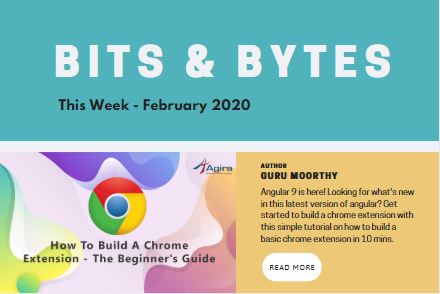 BITS & BYTES
This Week - February 2020
Agira
How To Build A Chrome
Extension - The Beginner's Guide
AUTHOR
GURU MOORTHY
Angular 9 is here! Looking for what's new
in this latest version of angular? Get
started to build a chrome extension with
this simple tutorial on how to build a
basic chrome extension in 10 mins.
READ MORE